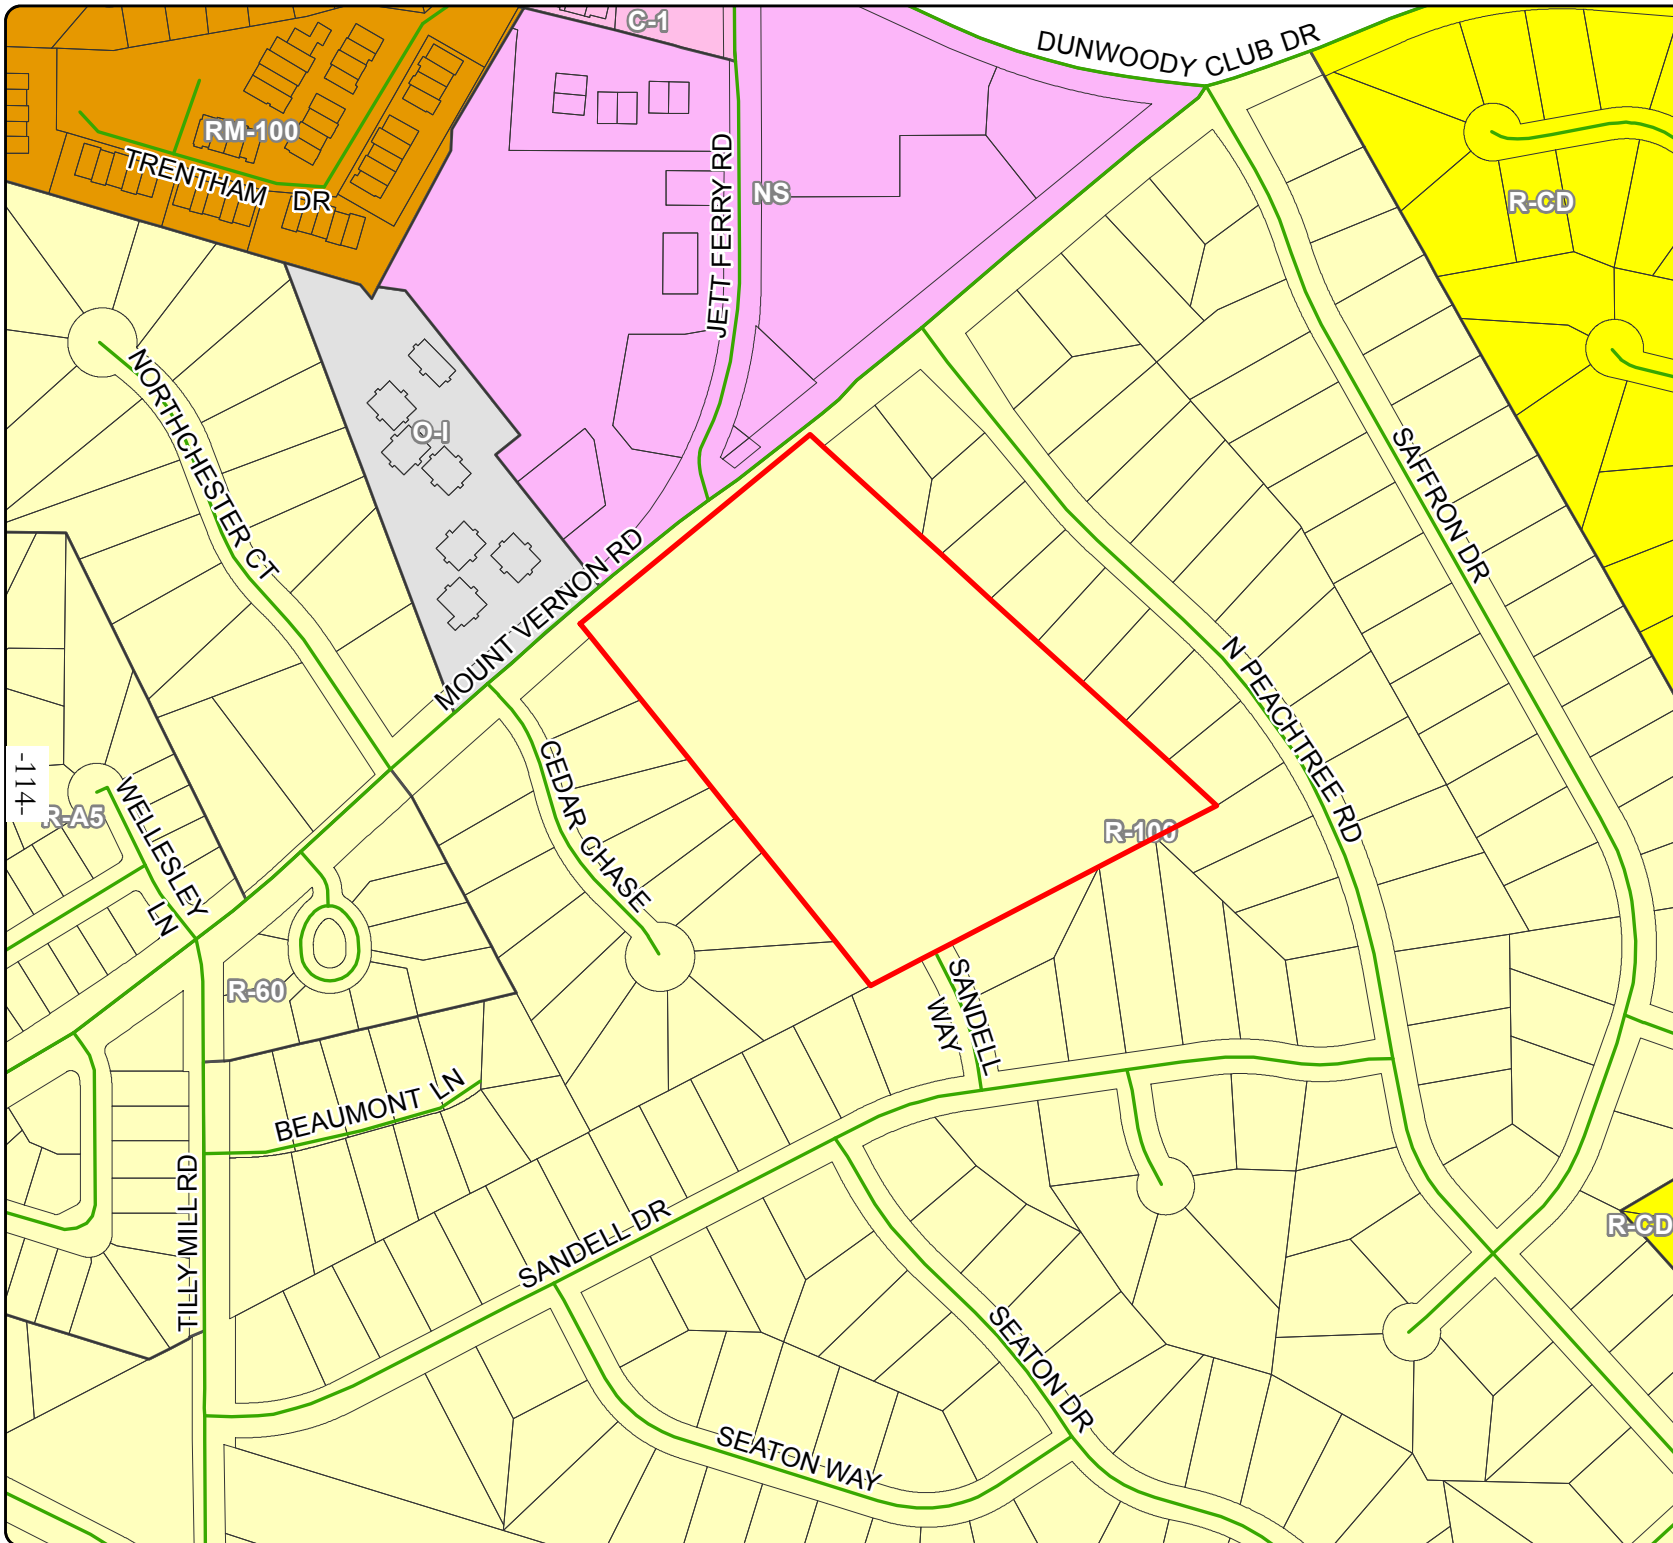 C-1
DUNWOODY CLUB DR
RM-100
TRENTHAM DR
JETT FERRY RD
NS
R-CD
NORTHCHESTER CT
O-I
SAFFRON DR
MOUNT VERNON RD
N PEACHTREE RD
-114-
R-A5
WELLESLEY
LN
CEDAR CHASE
R-100
SANDELL
WAY
R-60
BEAUMONT LN
TILLY MILL RD
SANDELL DR
R-CD
SEATON DR
SEATON WAY